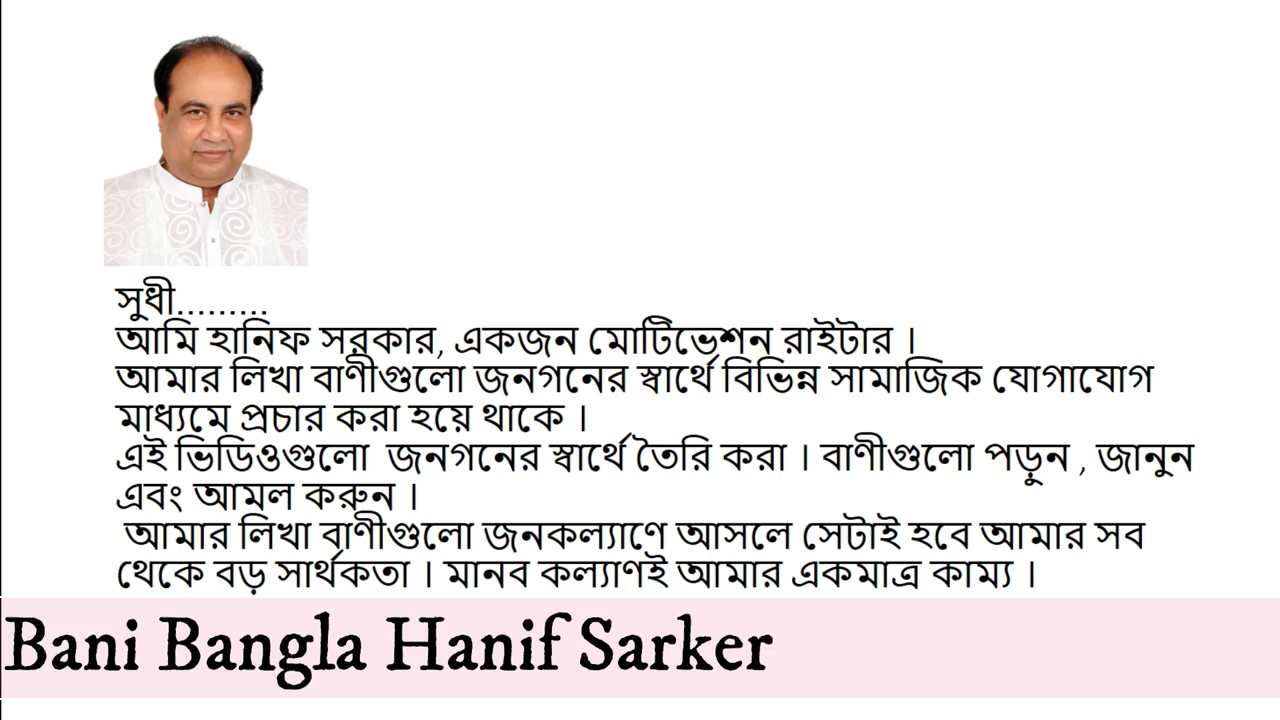 সুধী.........
আমি হানিফ সরকার, একজন মোটিভেশন রাইটার ।
আমার লিখা বাণীগুলো জনগনের স্বার্থে বিভিন্ন সামাজিক যোগাযোগ
মাধ্যমে প্রচার করা হয়ে থাকে ।
এই ভিডিওগুলো জনগনের স্বার্থে তৈরি করা । বাণীগুলো পড়ুন , জানুন
এবং আমল করুন ।
আমার লিখা বাণীগুলো জনকল্যাণে আসলে সেটাই হবে আমার সব
থেকে বড় সার্থকতা । মানব কল্যাণই আমার একমাত্র কাম্য ।
Bani Bangla Hanif Sarker